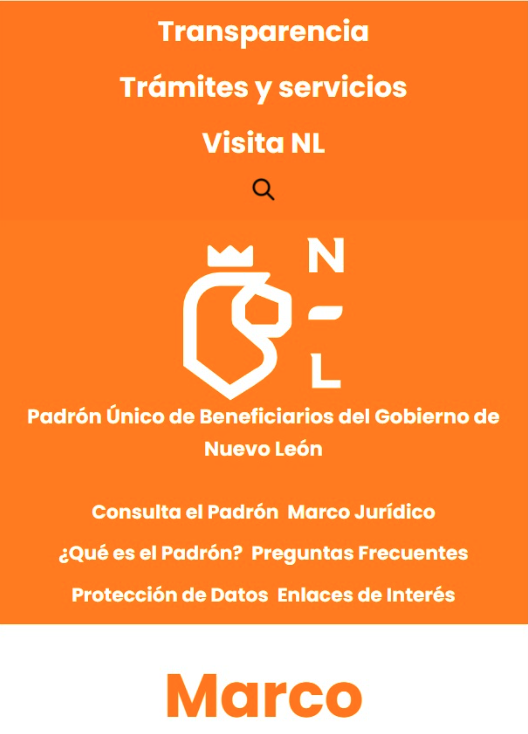 Transparencia
Trámites y servicios
Visita NL
N
L
Padrón Único de Beneficiarios del Gobierno de
Nuevo León
Consulta el Padrón Marco Jurídico
¿Qué es el Padrón? Preguntas Frecuentes
Protección de Datos Enlaces de Interés
Marco